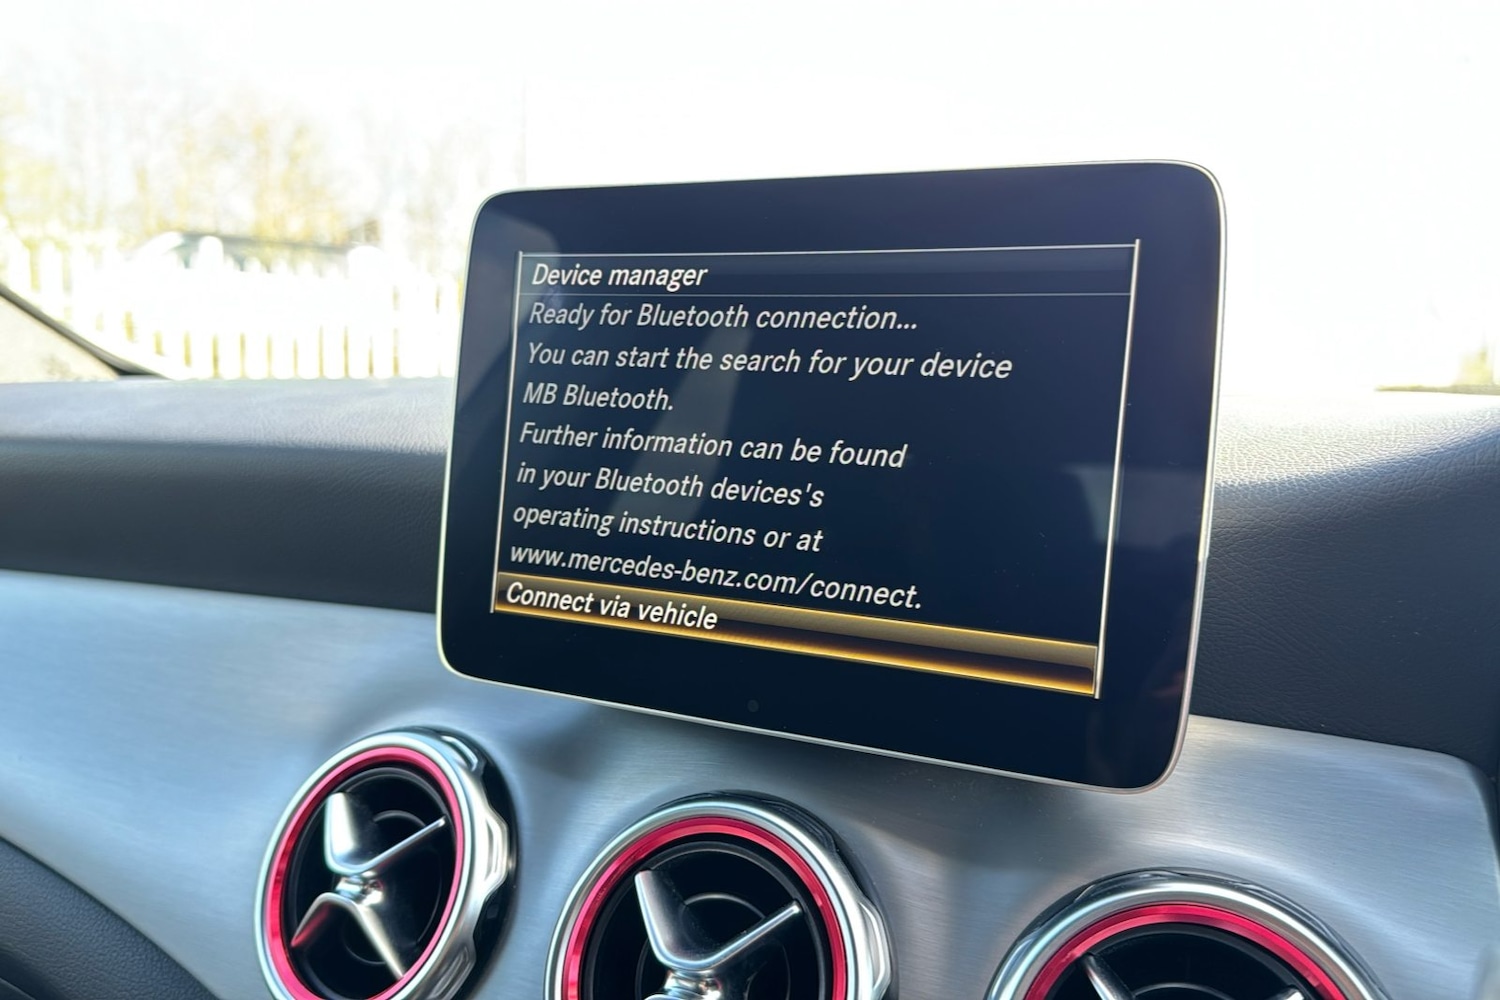 Device manager
Ready for Bluetooth connection...
You can start the search for your device
MB Bluetooth.
Further information can be found
in your Bluetooth devices's
operating instructions or at
www.mercedes-benz.com/connect.
Connect via vehicle